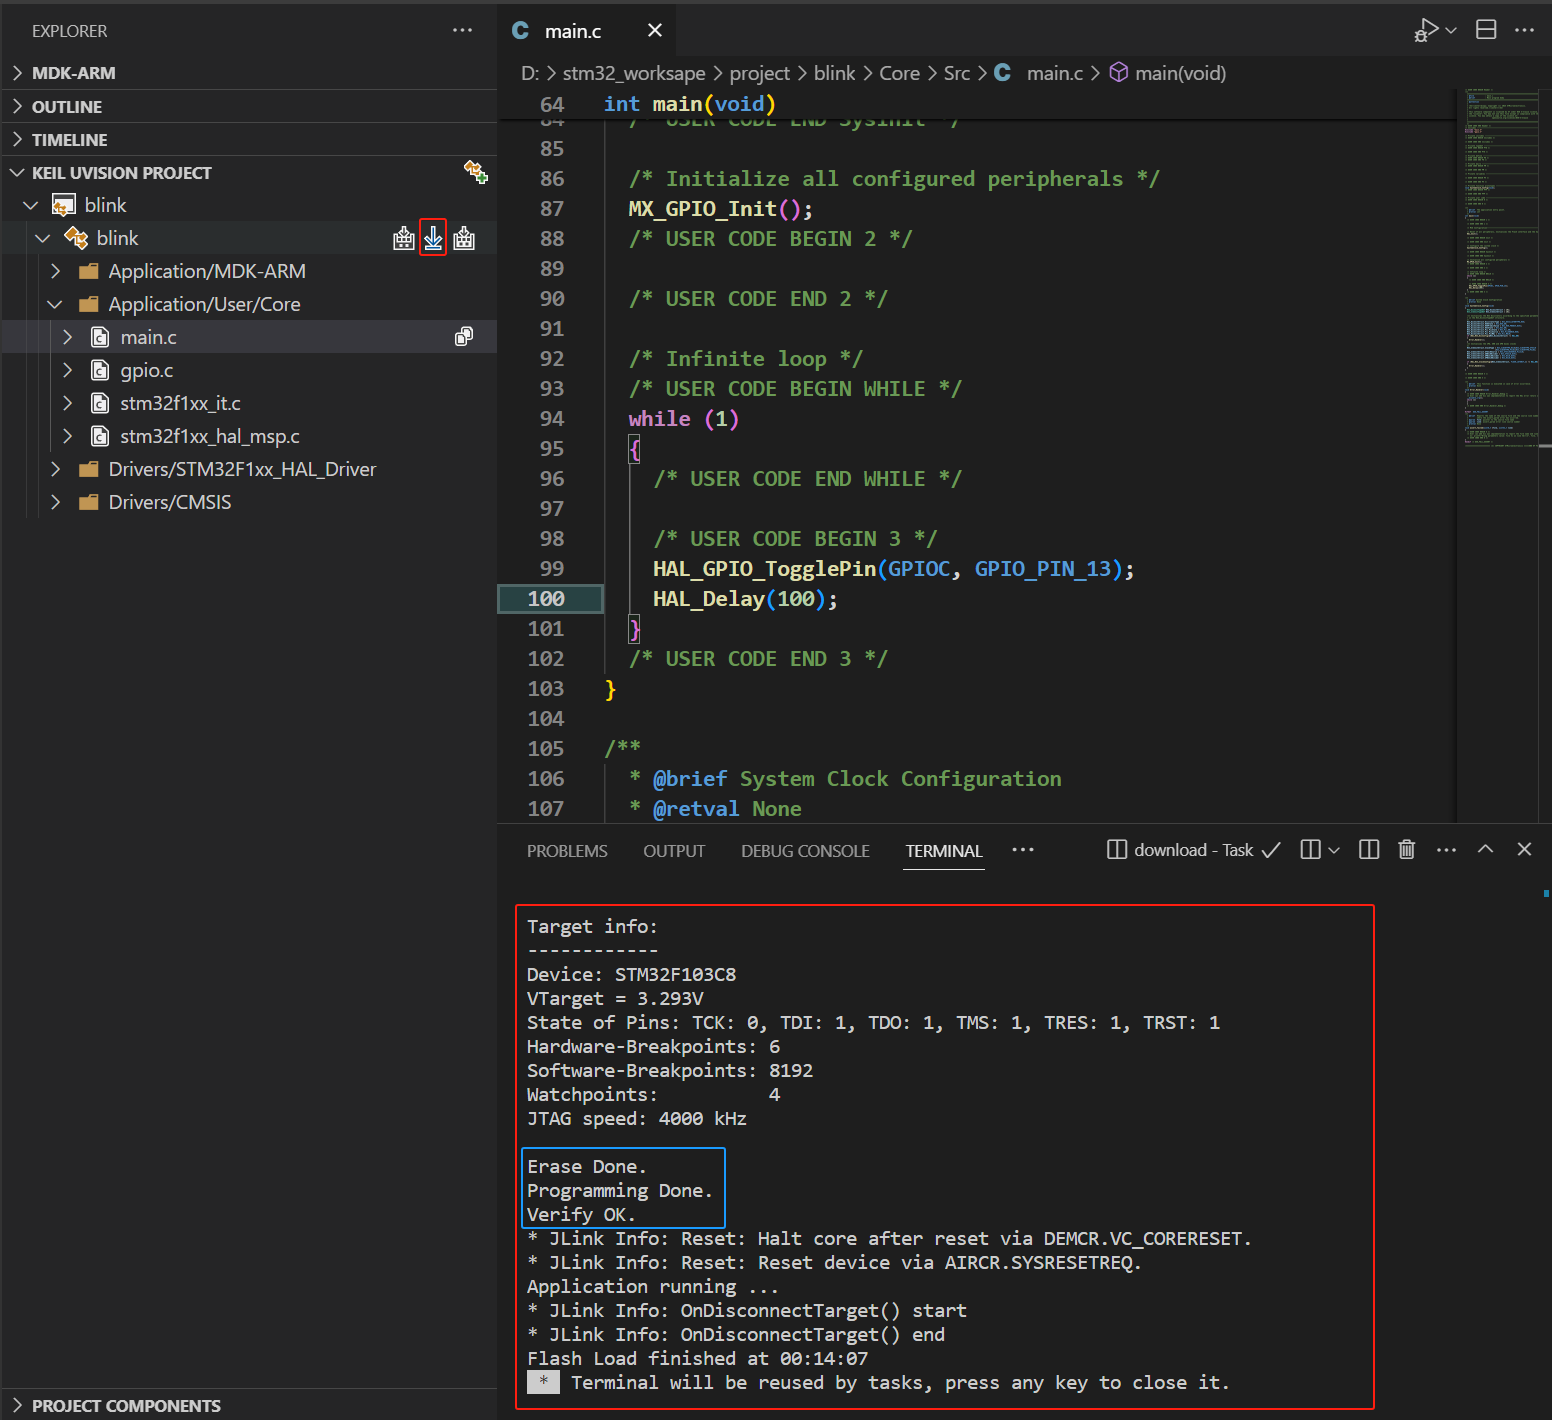 EXPLORER
MDK-ARM
OUTLINE
TIMELINE
KEIL UVISION PROJECT
blink
blink
Application/MDK-ARM
Application/User/Core
main.c
gpio.c
stm32f1xx_it.c
stm32f1xx_hal_msp.c
Drivers/STM32F1xx_HAL_Driver
Drivers/CMSIS
PROJECT COMPONENTS
C main.c
D: > stm32_worksape > project > blink > Core > Src > C main.c > main(void)
64 int main(void)
84 /* USER CODE END SysInit */
85
86 /* Initialize all configured peripherals */
87 MX_GPIO_Init();
88 /* USER CODE BEGIN 2 */
89
90 /* USER CODE END 2 */
91
92 /* Infinite loop */
93 /* USER CODE BEGIN WHILE */
94 while (1)
95 {
96 /* USER CODE END WHILE */
97
98 /* USER CODE BEGIN 3 */
99 HAL_GPIO_TogglePin(GPIOC, GPIO_PIN_13);
100 HAL_Delay(100);
101 }
102 /* USER CODE END 3 */
103 }
104
105 /**
106 * @brief System Clock Configuration
107 * @retval None
PROBLEMS OUTPUT DEBUG CONSOLE TERMINAL ··· download - Task
Target info:
------------
Device: STM32F103C8
VTarget = 3.293V
State of Pins: TCK: 0, TDI: 1, TDO: 1, TMS: 1, TRES: 1, TRST: 1
Hardware-Breakpoints: 6
Software-Breakpoints: 8192
Watchpoints: 4
JTAG speed: 4000 kHz
Erase Done.
Programming Done.
Verify OK.
* JLink Info: Reset: Halt core after reset via DEMCR.VC_CORERESET.
* JLink Info: Reset: Reset device via AIRCR.SYSRESETREQ.
Application running ...
* JLink Info: OnDisconnectTarget() start
* JLink Info: OnDisconnectTarget() end
Flash Load finished at 00:14:07
* Terminal will be reused by tasks, press any key to close it.